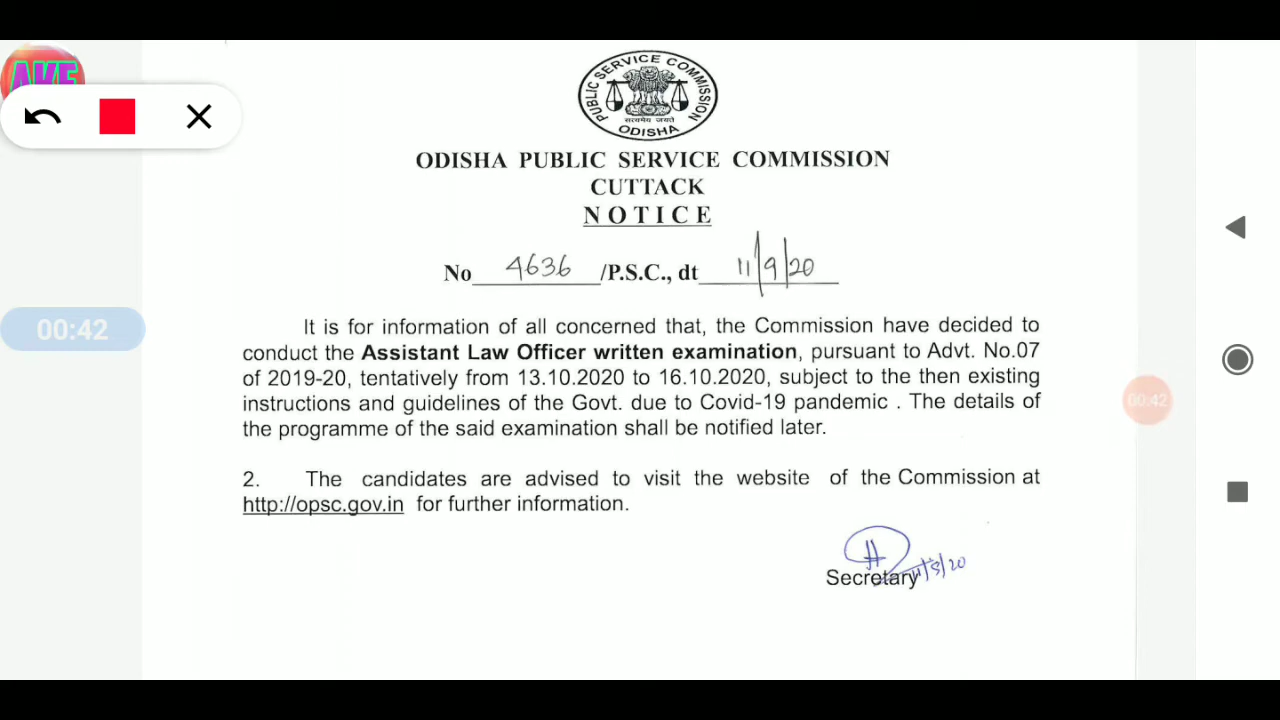 AKE
PUBLIC SERVICE COMMISSION
सत्यमेव जयते
ODISHA
ODISHA PUBLIC SERVICE COMMISSION
CUTTACK
NOTICE
No 4636 /P.S.C., dt 11/9/20
00:42
It is for information of all concerned that, the Commission have decided to
conduct the Assistant Law Officer written examination, pursuant to Advt. No.07
of 2019-20, tentatively from 13.10.2020 to 16.10.2020, subject to the then existing
instructions and guidelines of the Govt. due to Covid-19 pandemic . The details of
the programme of the said examination shall be notified later.
00:42
2. The candidates are advised to visit the website of the Commission at
http://opsc.gov.in for further information.
Secretary